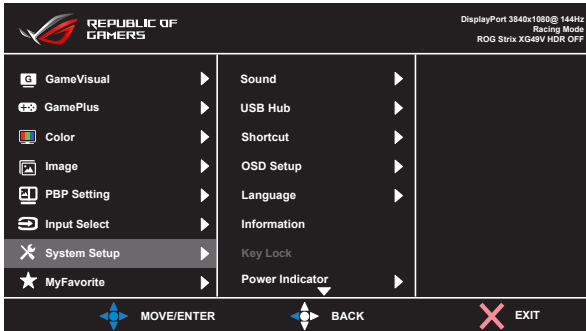 REPUBLIC OF
GAMERS
DisplayPort 3840x1080@ 144Hz
Racing Mode
ROG Strix XG49V HDR OFF
G GameVisual
GamePlus
Color
Image
PBP Setting
Input Select
System Setup
MyFavorite
Sound
USB Hub
Shortcut
OSD Setup
Language
Information
Key Lock
Power Indicator
MOVE/ENTER
BACK
EXIT